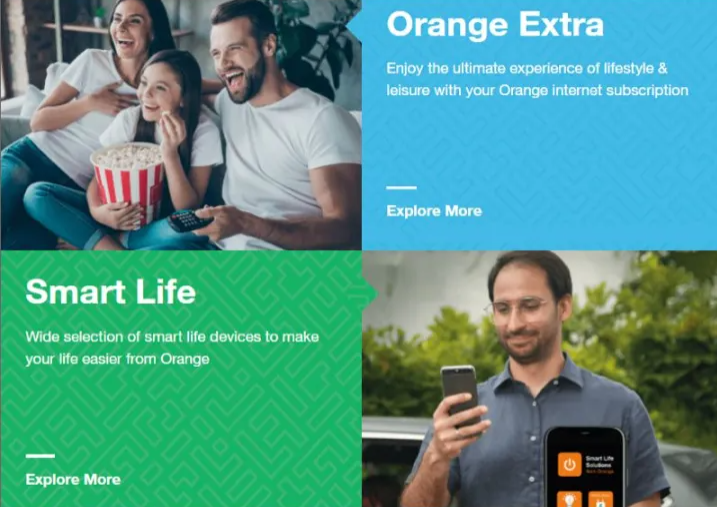 Orange Extra
Enjoy the ultimate experience of lifestyle &
leisure with your Orange internet subscription
Explore More
Smart Life
Wide selection of smart life devices to make
your life easier from Orange
Explore More
Smart Life
Solutions